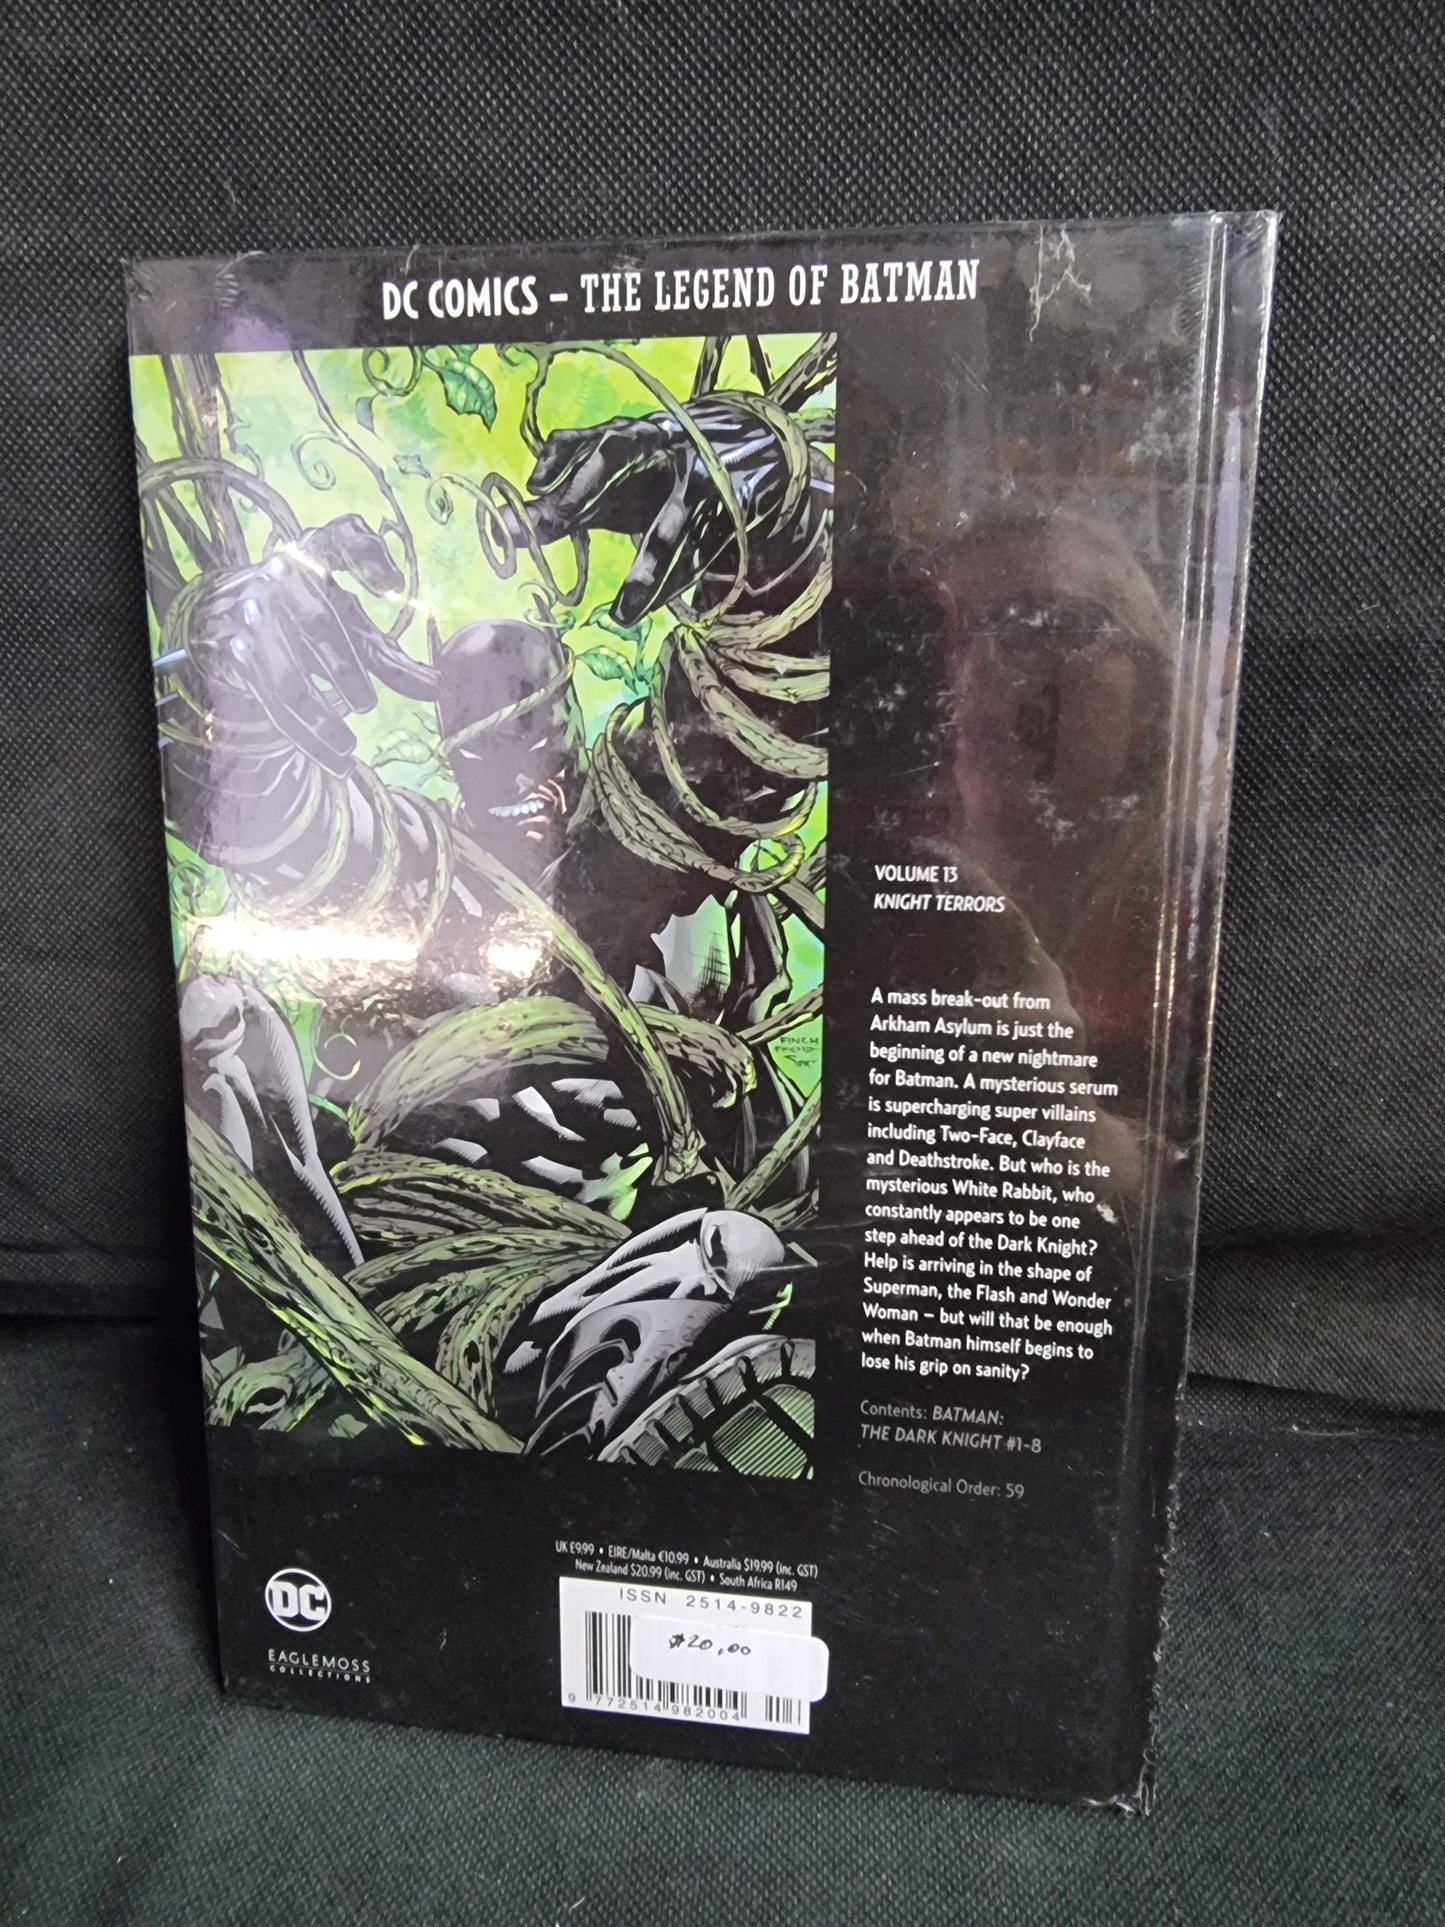 DC COMICS – THE LEGEND OF BATMAN
FINCH
FRIEND
VOLUME 13
KNIGHT TERRORS
A mass break-out from
Arkham Asylum is just the
beginning of a new nightmare
for Batman. A mysterious serum
is supercharging super villains
including Two-Face, Clayface
and Deathstroke. But who is the
mysterious White Rabbit, who
constantly appears to be one
step ahead of the Dark Knight?
Help is arriving in the shape of
Superman, the Flash and Wonder
Woman – but will that be enough
when Batman himself begins to
lose his grip on sanity?
Contents: BATMAN:
THE DARK KNIGHT #1-8
Chronological Order: 59
UK £9.99 • EIRE/Malta €10.99 • Australia $19.99 (inc. GST)
New Zealand $20.99 (inc. GST) • South Africa R149
ISSN 2514-9822
$20.00
9 772514 982004
DC
EAGLEMOSS
COLLECTIONS